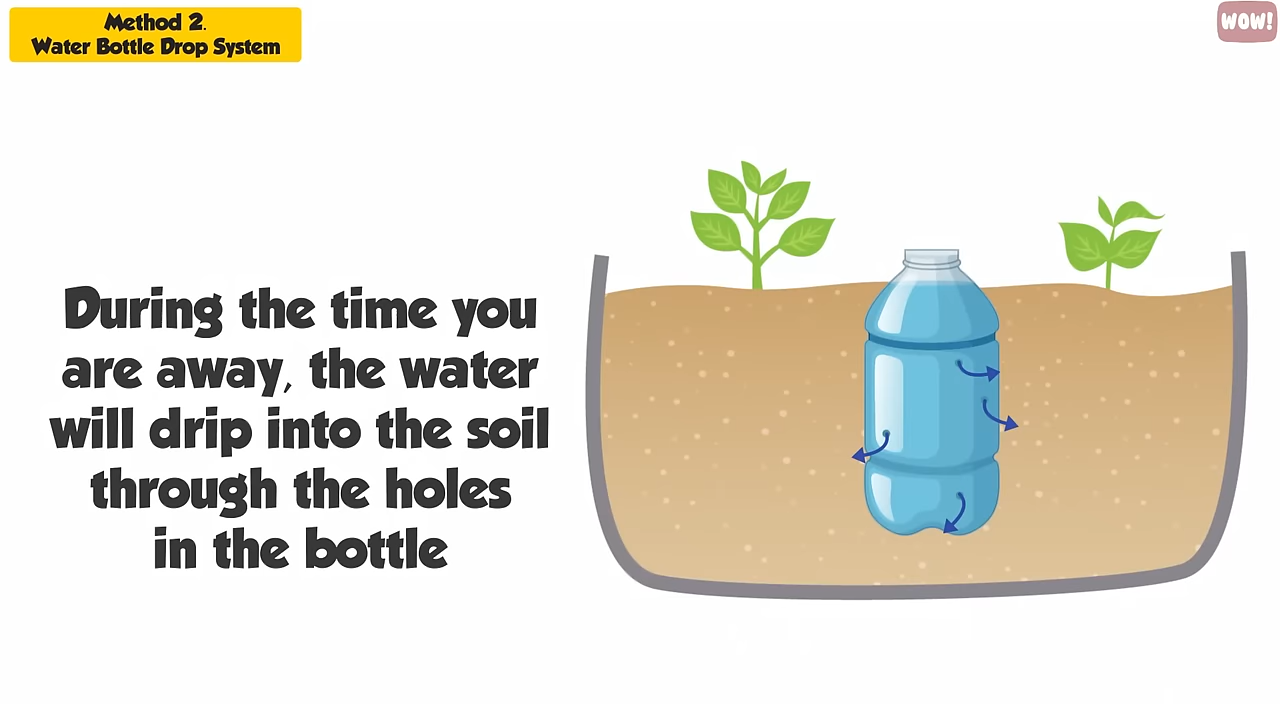 Method 2.
Water Bottle Drop System
WOW!
During the time you
are away, the water
will drip into the soil
through the holes
in the bottle